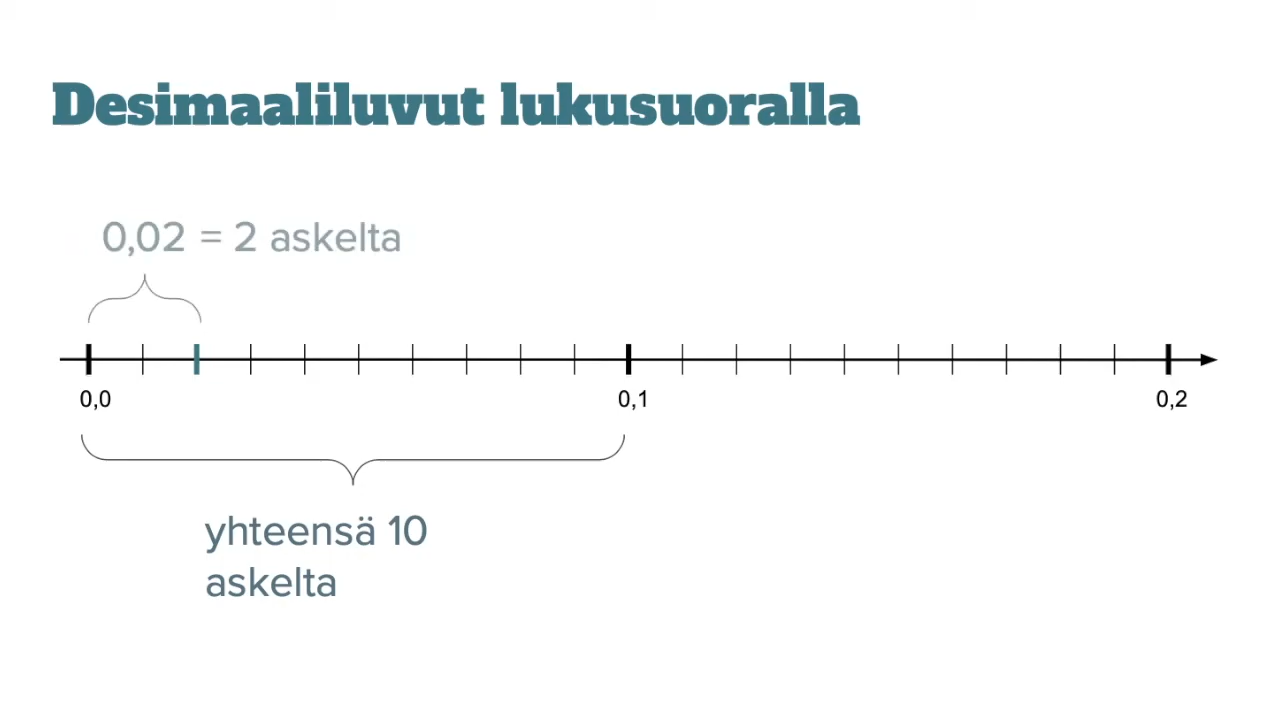 Desimaaliluvut lukusuoralla
0,02 = 2 askelta
0,0 0,1 0,2
yhteensä 10
askelta